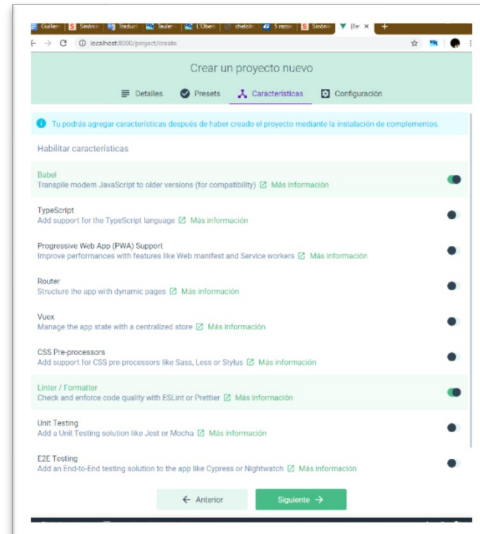 localhost:8000/project/create
Crear un proyecto nuevo
Detalles Presets Características Configuración
Tu podrás agregar características después de haber creado el proyecto mediante la instalación de complementos.
Habilitar características
Babel
Transpile modern JavaScript to older versions (for compatibility) Más información
TypeScript
Add support for the TypeScript language Más información
Progressive Web App (PWA) Support
Improve performances with features like Web manifest and Service workers Más información
Router
Structure the app with dynamic pages Más información
Vuex
Manage the app state with a centralized store Más información
CSS Pre-processors
Add support for CSS pre-processors like Sass, Less or Stylus Más información
Linter / Formatter
Check and enforce code quality with ESLint or Prettier Más información
Unit Testing
Add a Unit Testing solution like Jest or Mocha Más información
E2E Testing
Add an End-to-End testing solution to the app like Cypress or Nightwatch Más información
Anterior Siguiente